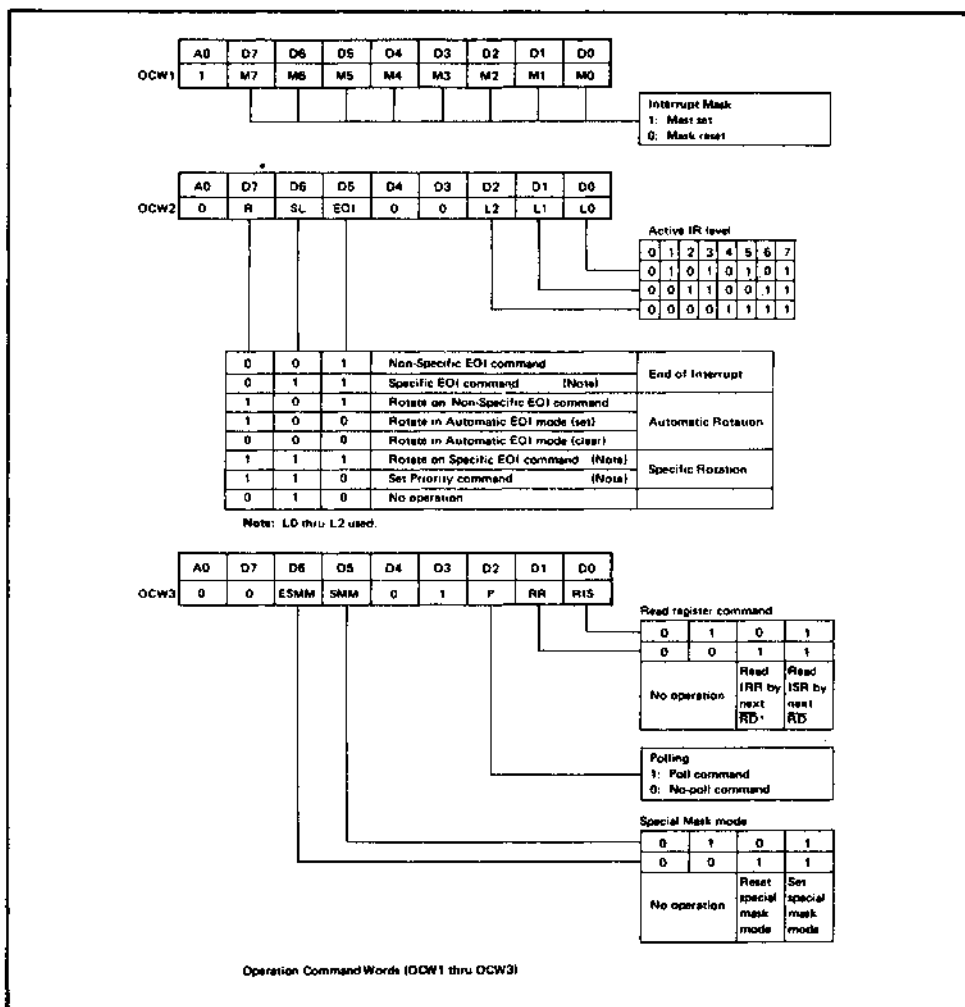 A0 D7 D6 D5 D4 D3 D2 D1 D0
OCW1 1 M7 M6 M5 M4 M3 M2 M1 M0
Interrupt Mask
1: Mast set
0: Mask reset
A0 D7 D6 D5 D4 D3 D2 D1 D0
OCW2 0 R SL EOI 0 0 L2 L1 L0
Active IR level
0 1 2 3 4 5 6 7
0 1 0 1 0 1 0 1
0 0 1 1 0 0 1 1
0 0 0 0 1 1 1 1
0 0 1 Non-Specific EOI command End of Interrupt
0 1 1 Specific EOI command (Note)
1 0 1 Rotate on Non-Specific EOI command
1 0 0 Rotate in Automatic EOI mode (set) Automatic Rotation
0 0 0 Rotate in Automatic EOI mode (clear)
1 1 1 Rotate on Specific EOI command (Note) Specific Rotation
1 1 0 Set Priority command (Note)
0 1 0 No operation
Note: L0 thru L2 used.
A0 D7 D6 D5 D4 D3 D2 D1 D0
OCW3 0 0 ESMM SMM 0 1 P RR RIS
Read register command
0 1 0 1
0 0 1 1
No operation
Read
IRR by
next
RD
Read
ISR by
next
RD
Polling
1: Poll command
0: No-poll command
Special Mask mode
0 1 0 1
0 0 1 1
No operation
Reset
special
mask
mode
Set
special
mask
mode
Operation Command Words (OCW1 thru OCW3)